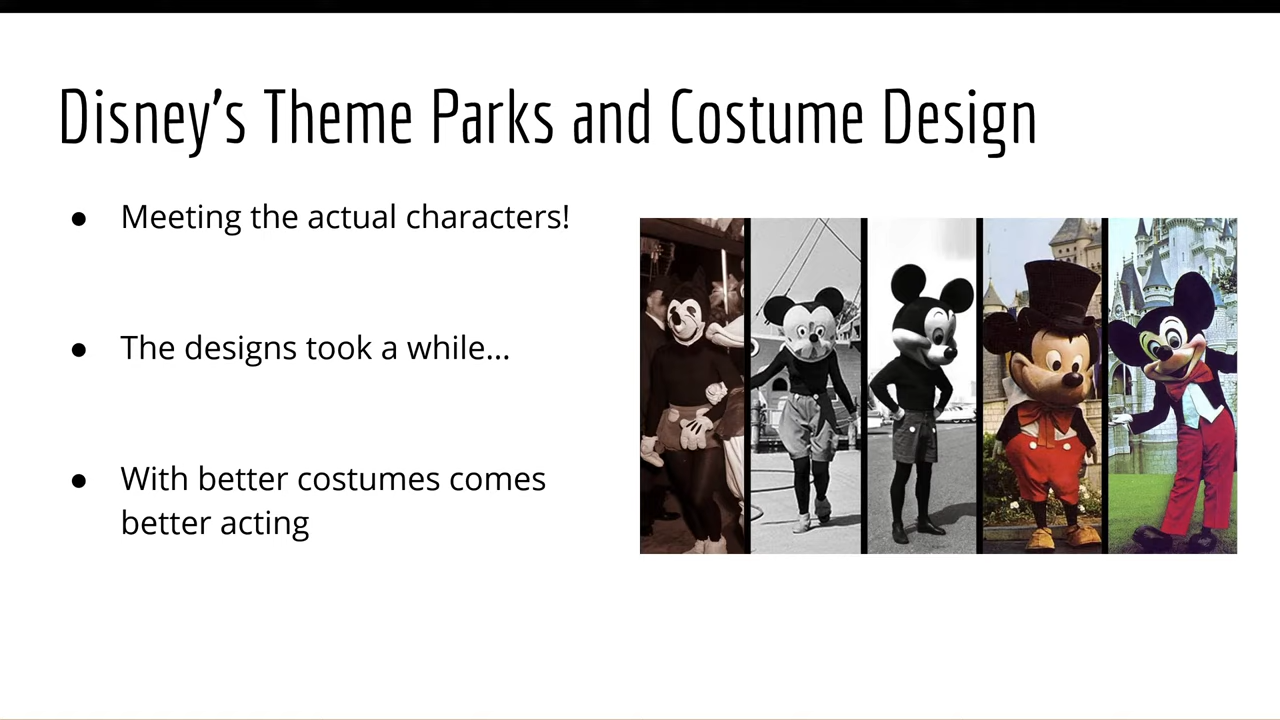 Disney's Theme Parks and Costume Design
● Meeting the actual characters!
● The designs took a while...
● With better costumes comes
better acting